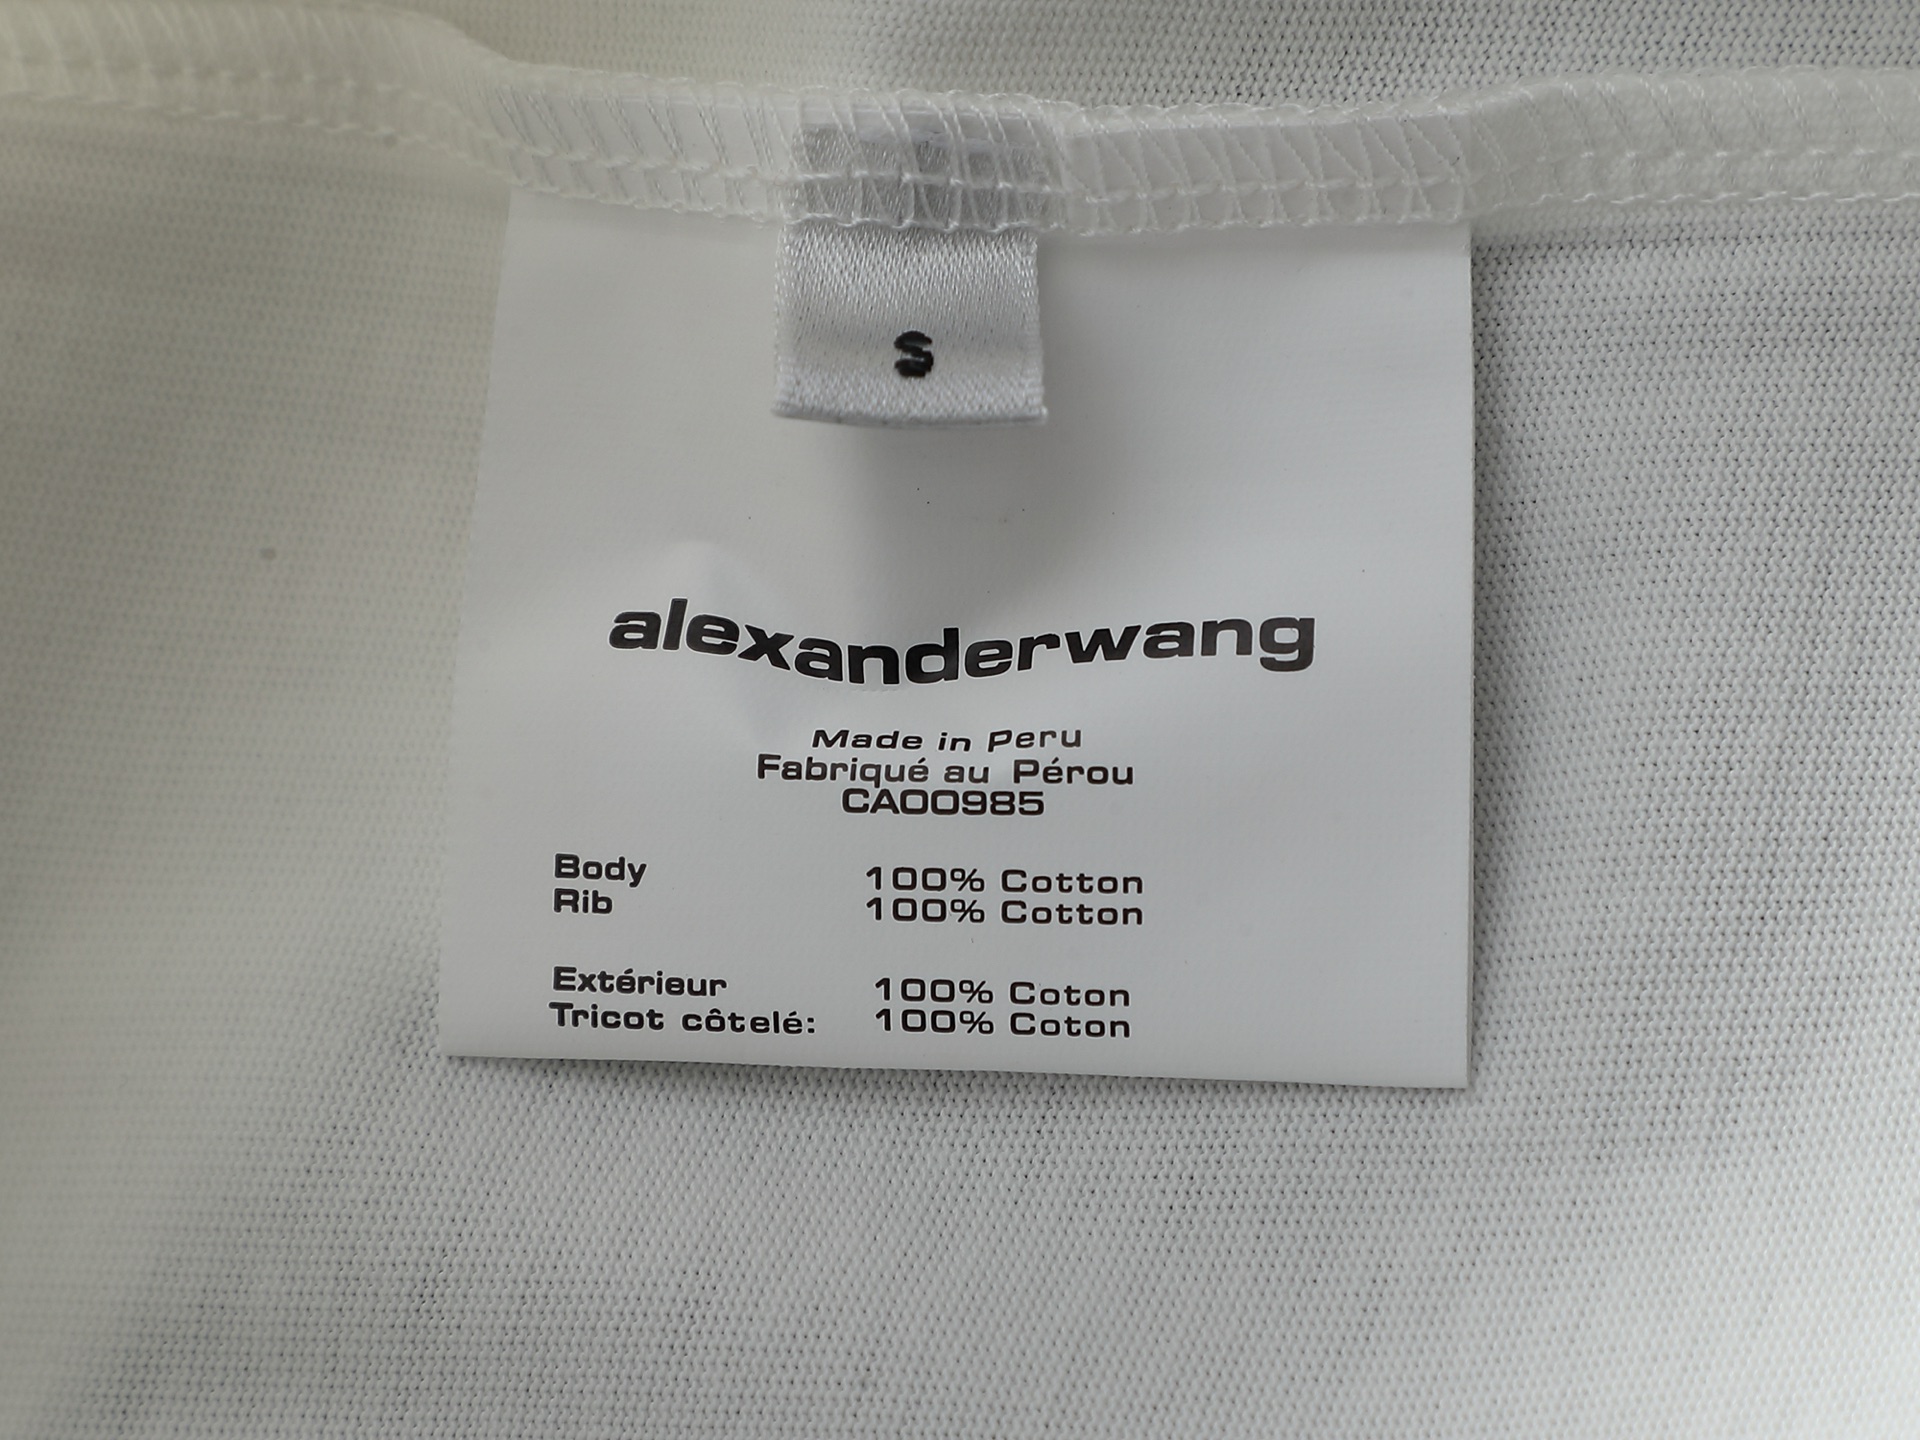 S
alexanderwang
Made in Peru
Fabriqué au Pérou
CA00985
Body 100% Cotton
Rib 100% Cotton
Extérieur 100% Coton
Tricot côtelé: 100% Coton